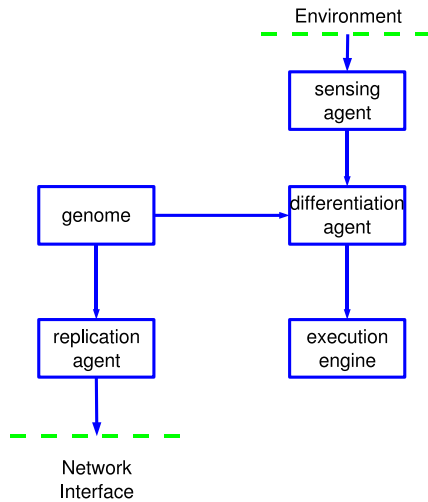 Environment
sensing
agent
genome
differentiation
agent
replication
agent
execution
engine
Network
Interface